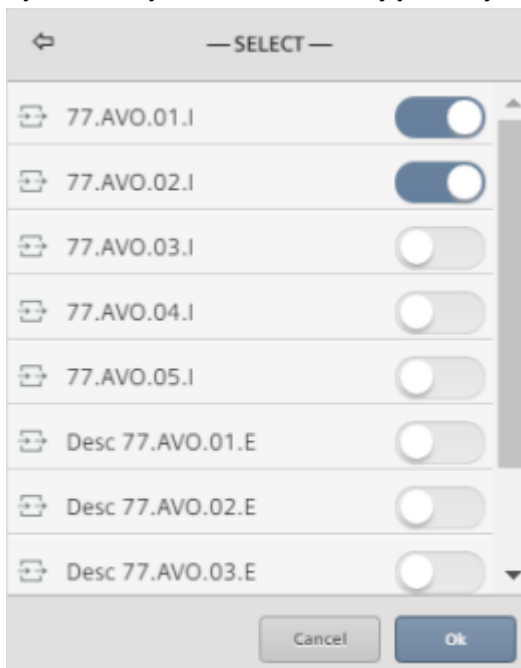 — SELECT —
77.AVO.01.I
77.AVO.02.I
77.AVO.03.I
77.AVO.04.I
77.AVO.05.I
Desc 77.AVO.01.E
Desc 77.AVO.02.E
Desc 77.AVO.03.E
Cancel Ok